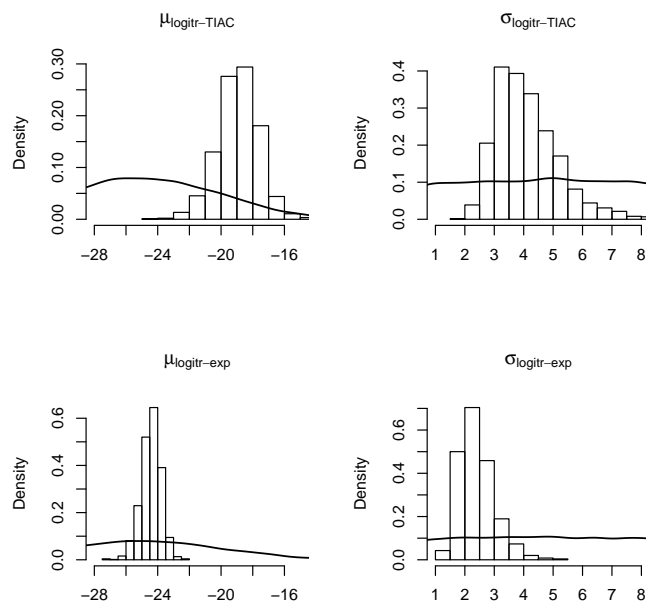 μlogitr−TIAC
σlogitr−TIAC
Density
0.00 0.10 0.20 0.30
−28 −24 −20 −16
Density
0.0 0.1 0.2 0.3 0.4
1 2 3 4 5 6 7 8
μlogitr−exp
σlogitr−exp
Density
0.0 0.2 0.4 0.6
−28 −24 −20 −16
Density
0.0 0.2 0.4 0.6
1 2 3 4 5 6 7 8